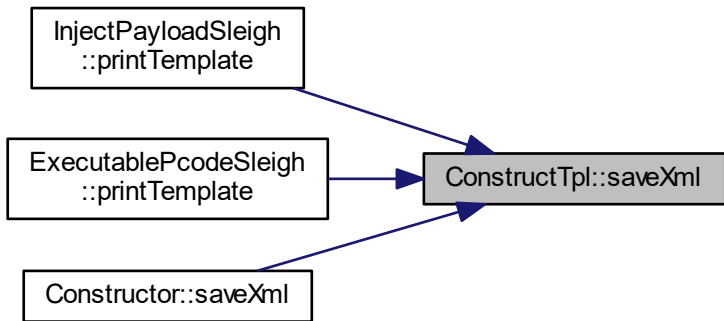 InjectPayloadSleigh
::printTemplate
ExecutablePcodeSleigh
::printTemplate
ConstructTpl::saveXml
Constructor::saveXml